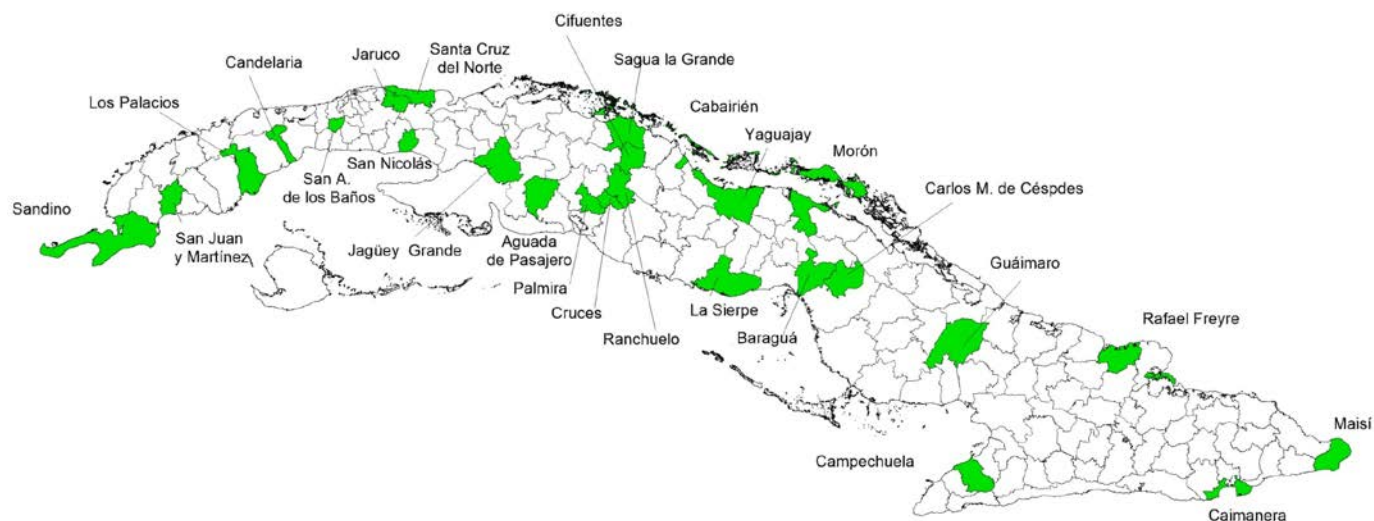 Cifuentes
Sagua la Grande
Santa Cruz
del Norte
Jaruco
Candelaria
Los Palacios
Cabairién
Yaguajay
Morón
Carlos M. de Céspdes
San Nicolás
San A.
de los Baños
Sandino
San Juan
y Martínez
Jagüey Grande
Aguada
de Pasajero
Palmira
Cruces
Ranchuelo
La Sierpe
Baraguá
Guáimaro
Rafael Freyre
Maisí
Campechuela
Caimanera